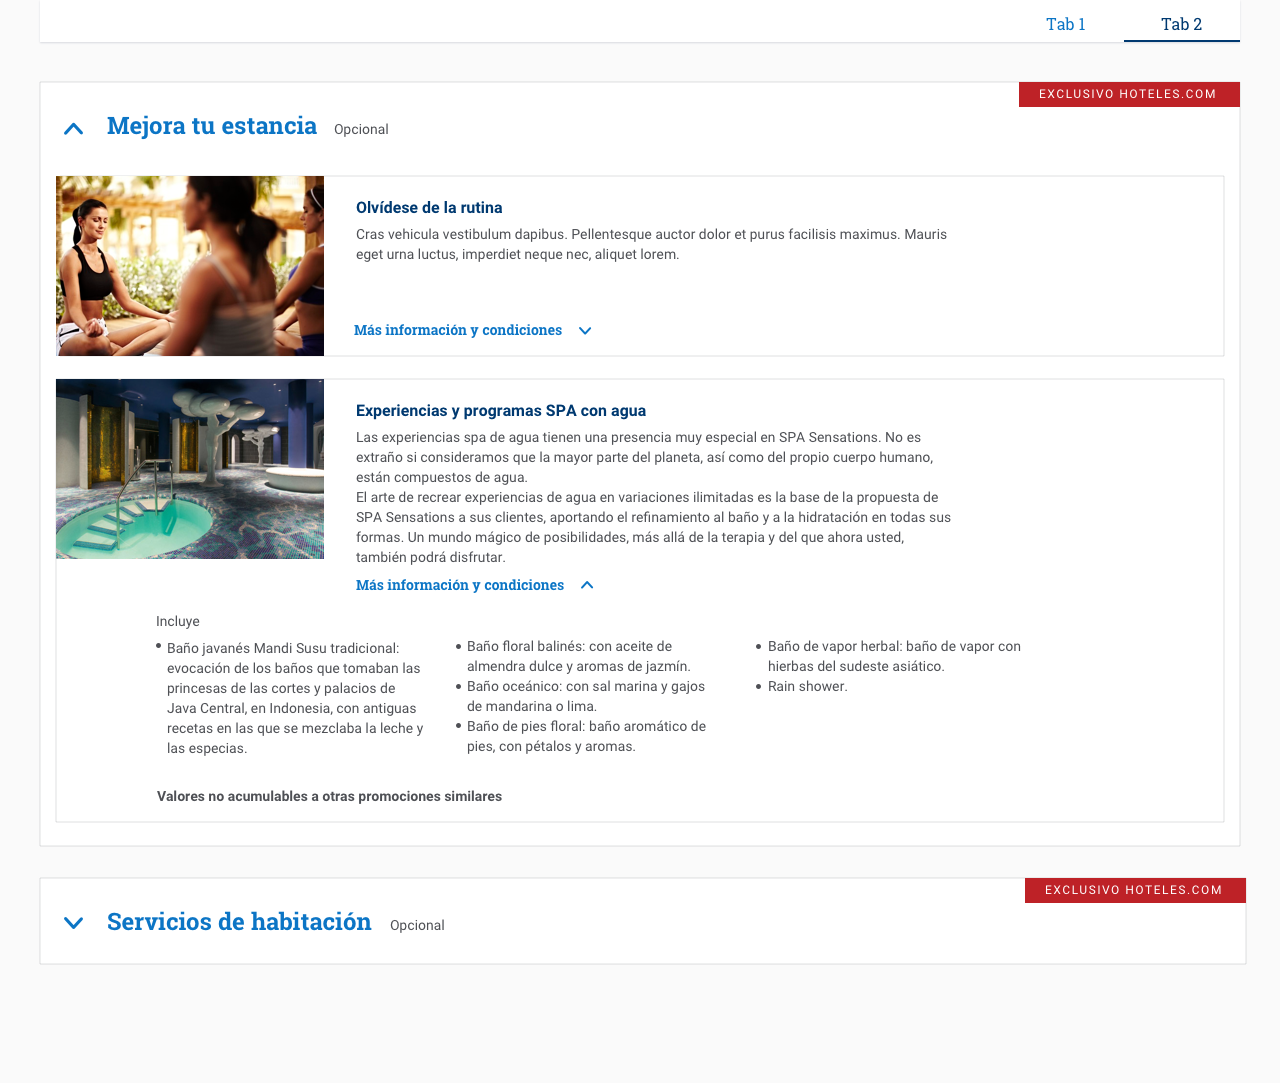 Tab 1
Tab 2
EXCLUSIVO HOTELES.COM
Mejora tu estancia
Opcional
Olvídese de la rutina
Cras vehicula vestibulum dapibus. Pellentesque auctor dolor et purus facilisis maximus. Mauris
eget urna luctus, imperdiet neque nec, aliquet lorem.
Más información y condiciones
Experiencias y programas SPA con agua
Las experiencias spa de agua tienen una presencia muy especial en SPA Sensations. No es
extraño si consideramos que la mayor parte del planeta, así como del propio cuerpo humano,
están compuestos de agua.
El arte de recrear experiencias de agua en variaciones ilimitadas es la base de la propuesta de
SPA Sensations a sus clientes, aportando el refinamiento al baño y a la hidratación en todas sus
formas. Un mundo mágico de posibilidades, más allá de la terapia y del que ahora usted,
también podrá disfrutar.
Más información y condiciones
Incluye
• Baño javanés Mandi Susu tradicional:
evocación de los baños que tomaban las
princesas de las cortes y palacios de
Java Central, en Indonesia, con antiguas
recetas en las que se mezclaba la leche y
las especias.
• Baño floral balinés: con aceite de
almendra dulce y aromas de jazmín.
• Baño oceánico: con sal marina y gajos
de mandarina o lima.
• Baño de pies floral: baño aromático de
pies, con pétalos y aromas.
• Baño de vapor herbal: baño de vapor con
hierbas del sudeste asiático.
• Rain shower.
Valores no acumulables a otras promociones similares
EXCLUSIVO HOTELES.COM
Servicios de habitación
Opcional